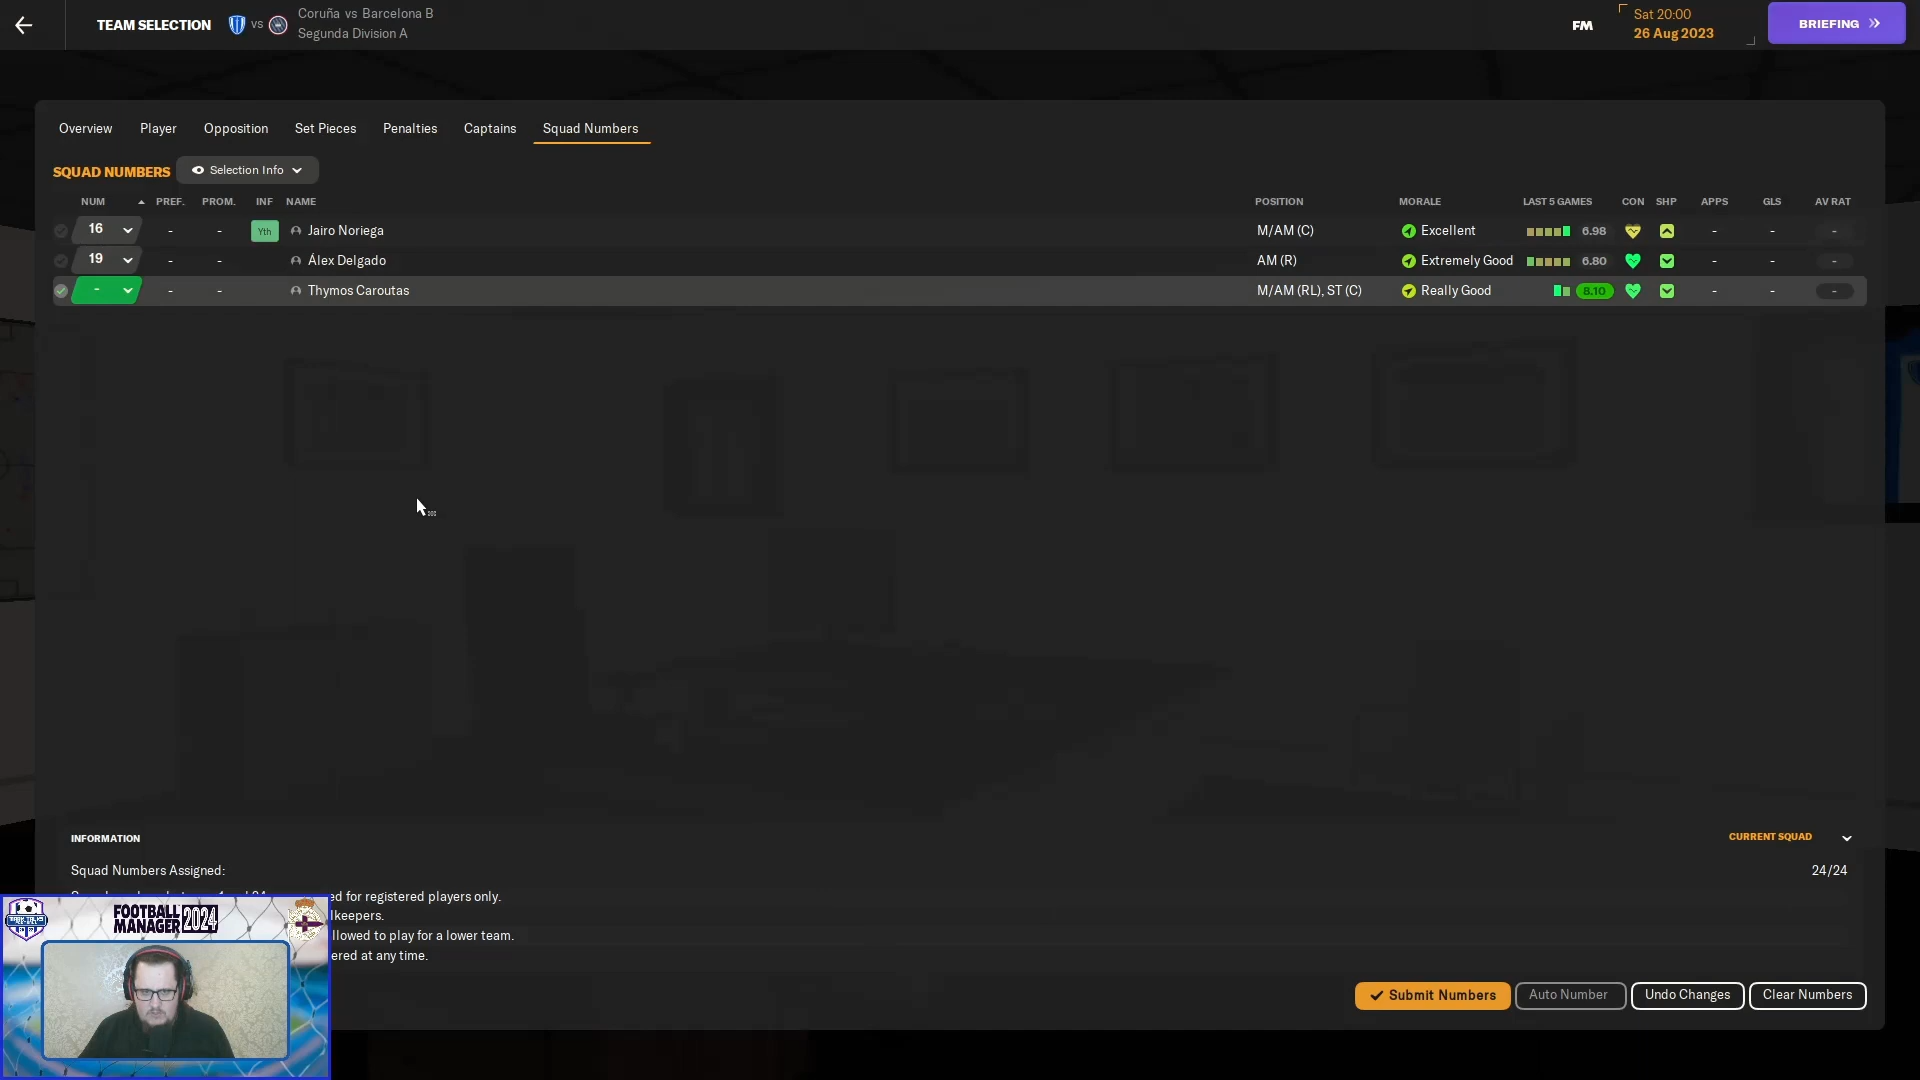 TEAM SELECTION
vs
Coruña vs Barcelona B
Segunda Division A
FM
Sat 20:00
26 Aug 2023
BRIEFING
Overview
Player
Opposition
Set Pieces
Penalties
Captains
Squad Numbers
SQUAD NUMBERS
Selection Info
NUM PREF. PROM. INF NAME POSITION MORALE LAST 5 GAMES CON SHP APPS GLS AV RAT
16 - - Yth Jairo Noriega M/AM (C) Excellent 6.98 - - -
19 - - Álex Delgado AM (R) Extremely Good 6.80 - - -
- - - Thymos Caroutas M/AM (RL), ST (C) Really Good 8.10 - - -
INFORMATION
CURRENT SQUAD
Squad Numbers Assigned: 24/24
ed for registered players only.
lkeepers.
llowed to play for a lower team.
ered at any time.
Submit Numbers
Auto Number
Undo Changes
Clear Numbers
FOOTBALL
MANAGER 2024